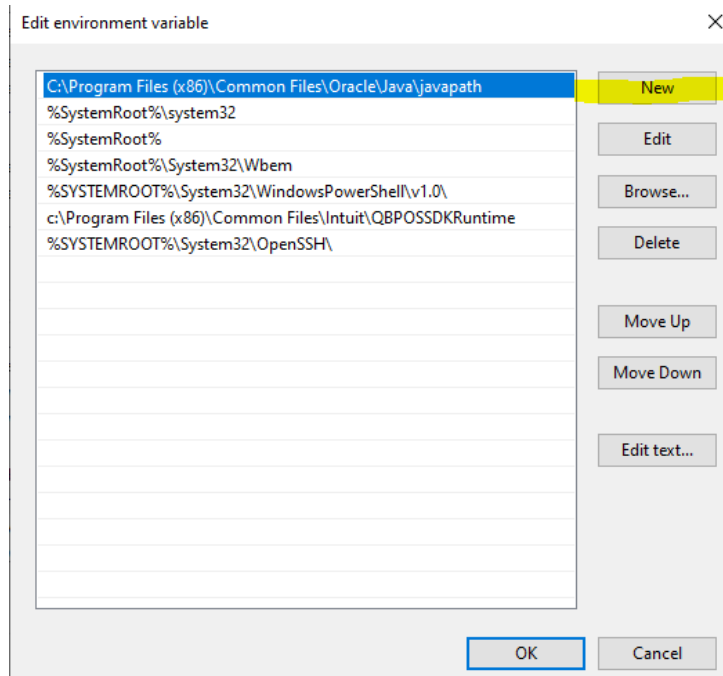 Edit environment variable
C:\Program Files (x86)\Common Files\Oracle\Java\javapath
%SystemRoot%\system32
%SystemRoot%
%SystemRoot%\System32\Wbem
%SYSTEMROOT%\System32\WindowsPowerShell\v1.0\
c:\Program Files (x86)\Common Files\Intuit\QBPOSSDKRuntime
%SYSTEMROOT%\System32\OpenSSH\
New
Edit
Browse...
Delete
Move Up
Move Down
Edit text...
OK
Cancel